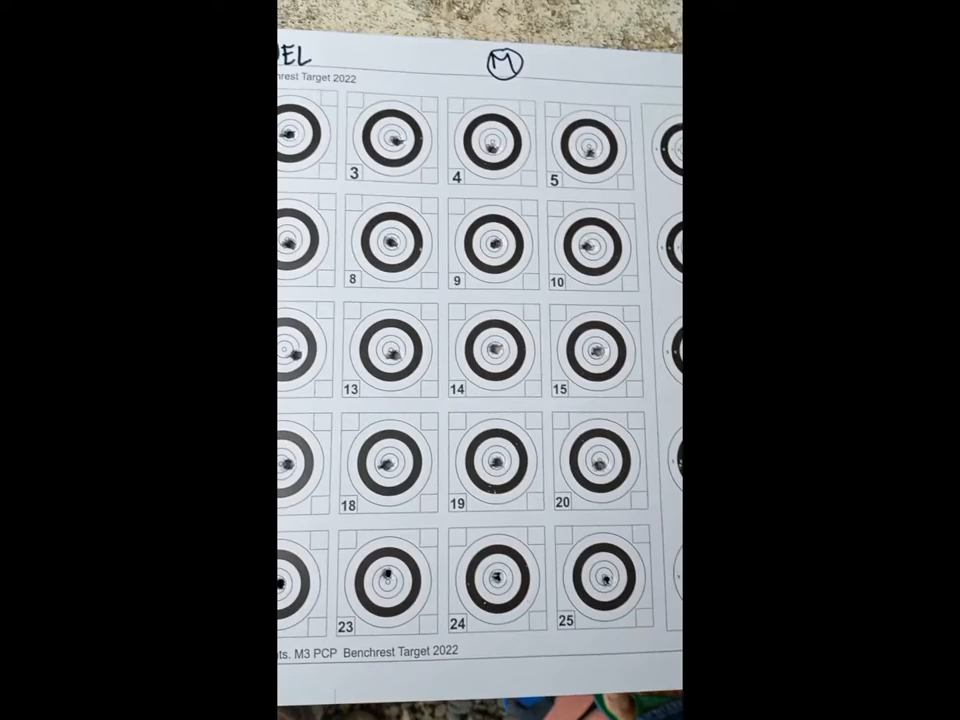 EL
M
rest Target 2022
3 4 5
8 9 10
13 14 15
18 19 20
23 24 25
ts. M3 PCP Benchrest Target 2022